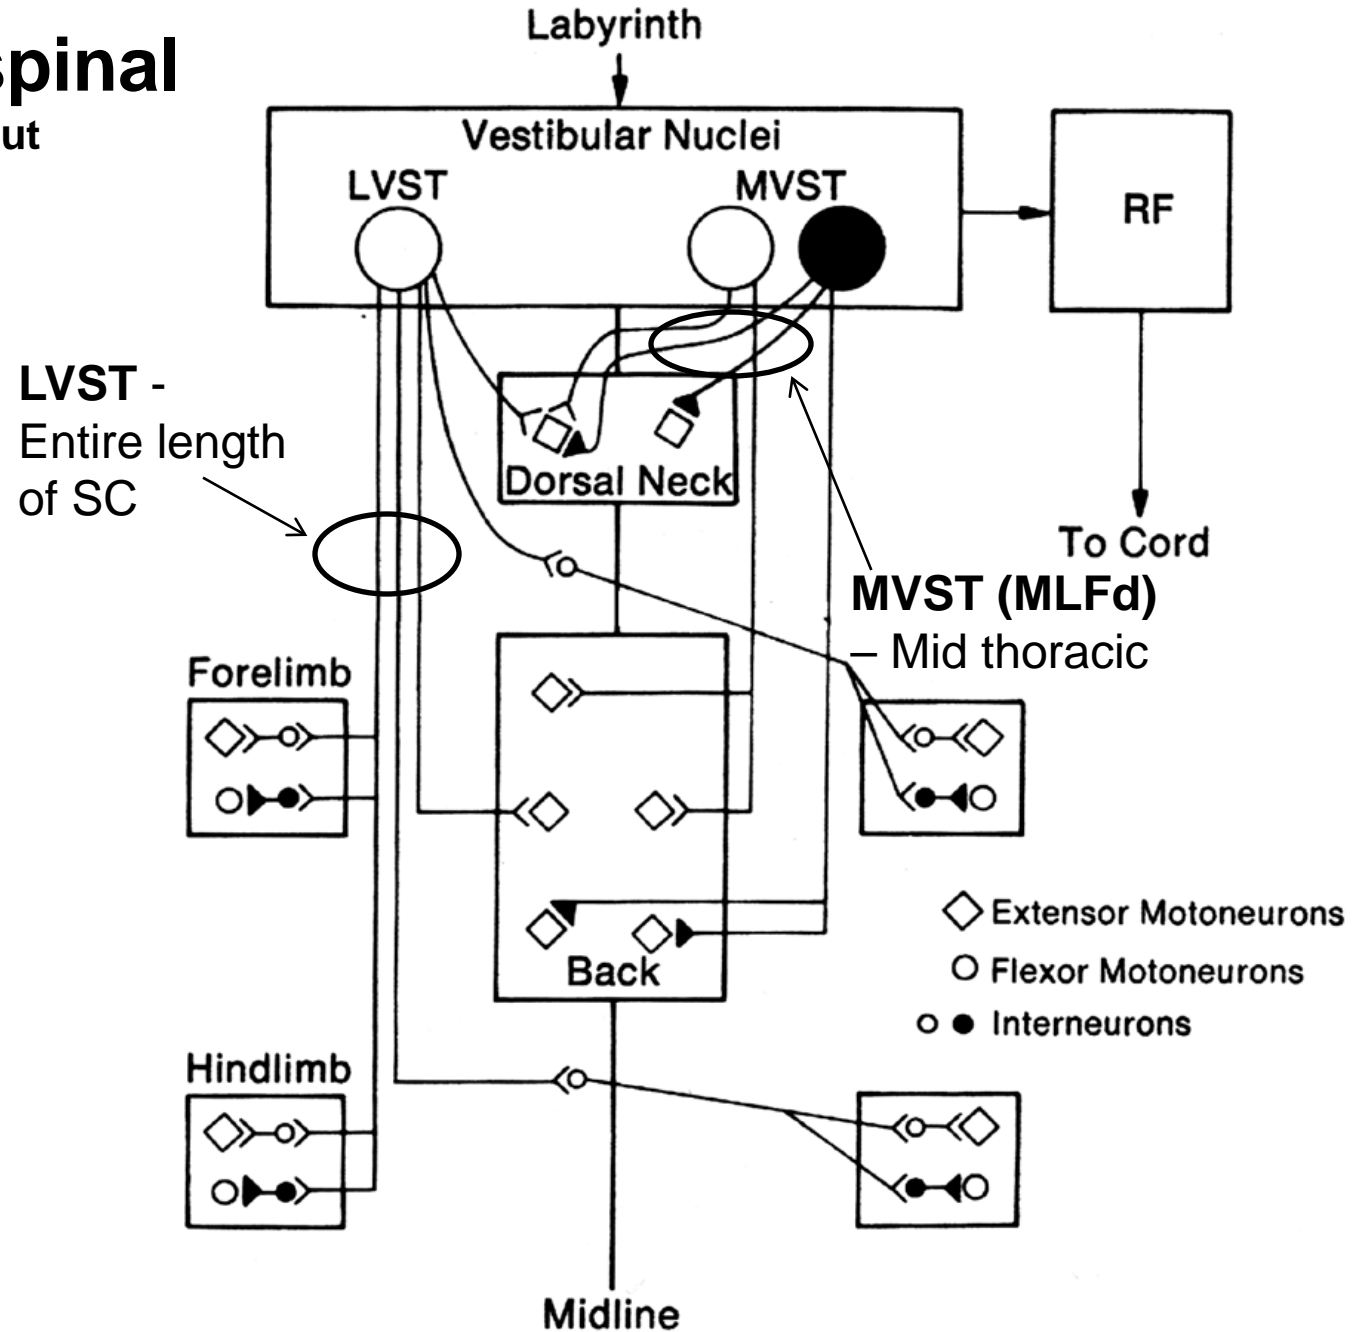 Labyrinth
spinal
ut
Vestibular Nuclei
LVST
MVST
RF
LVST -
Entire length
of SC
Dorsal Neck
To Cord
MVST (MLFd)
– Mid thoracic
Forelimb
Extensor Motoneurons
Flexor Motoneurons
Back
Interneurons
Hindlimb
Midline